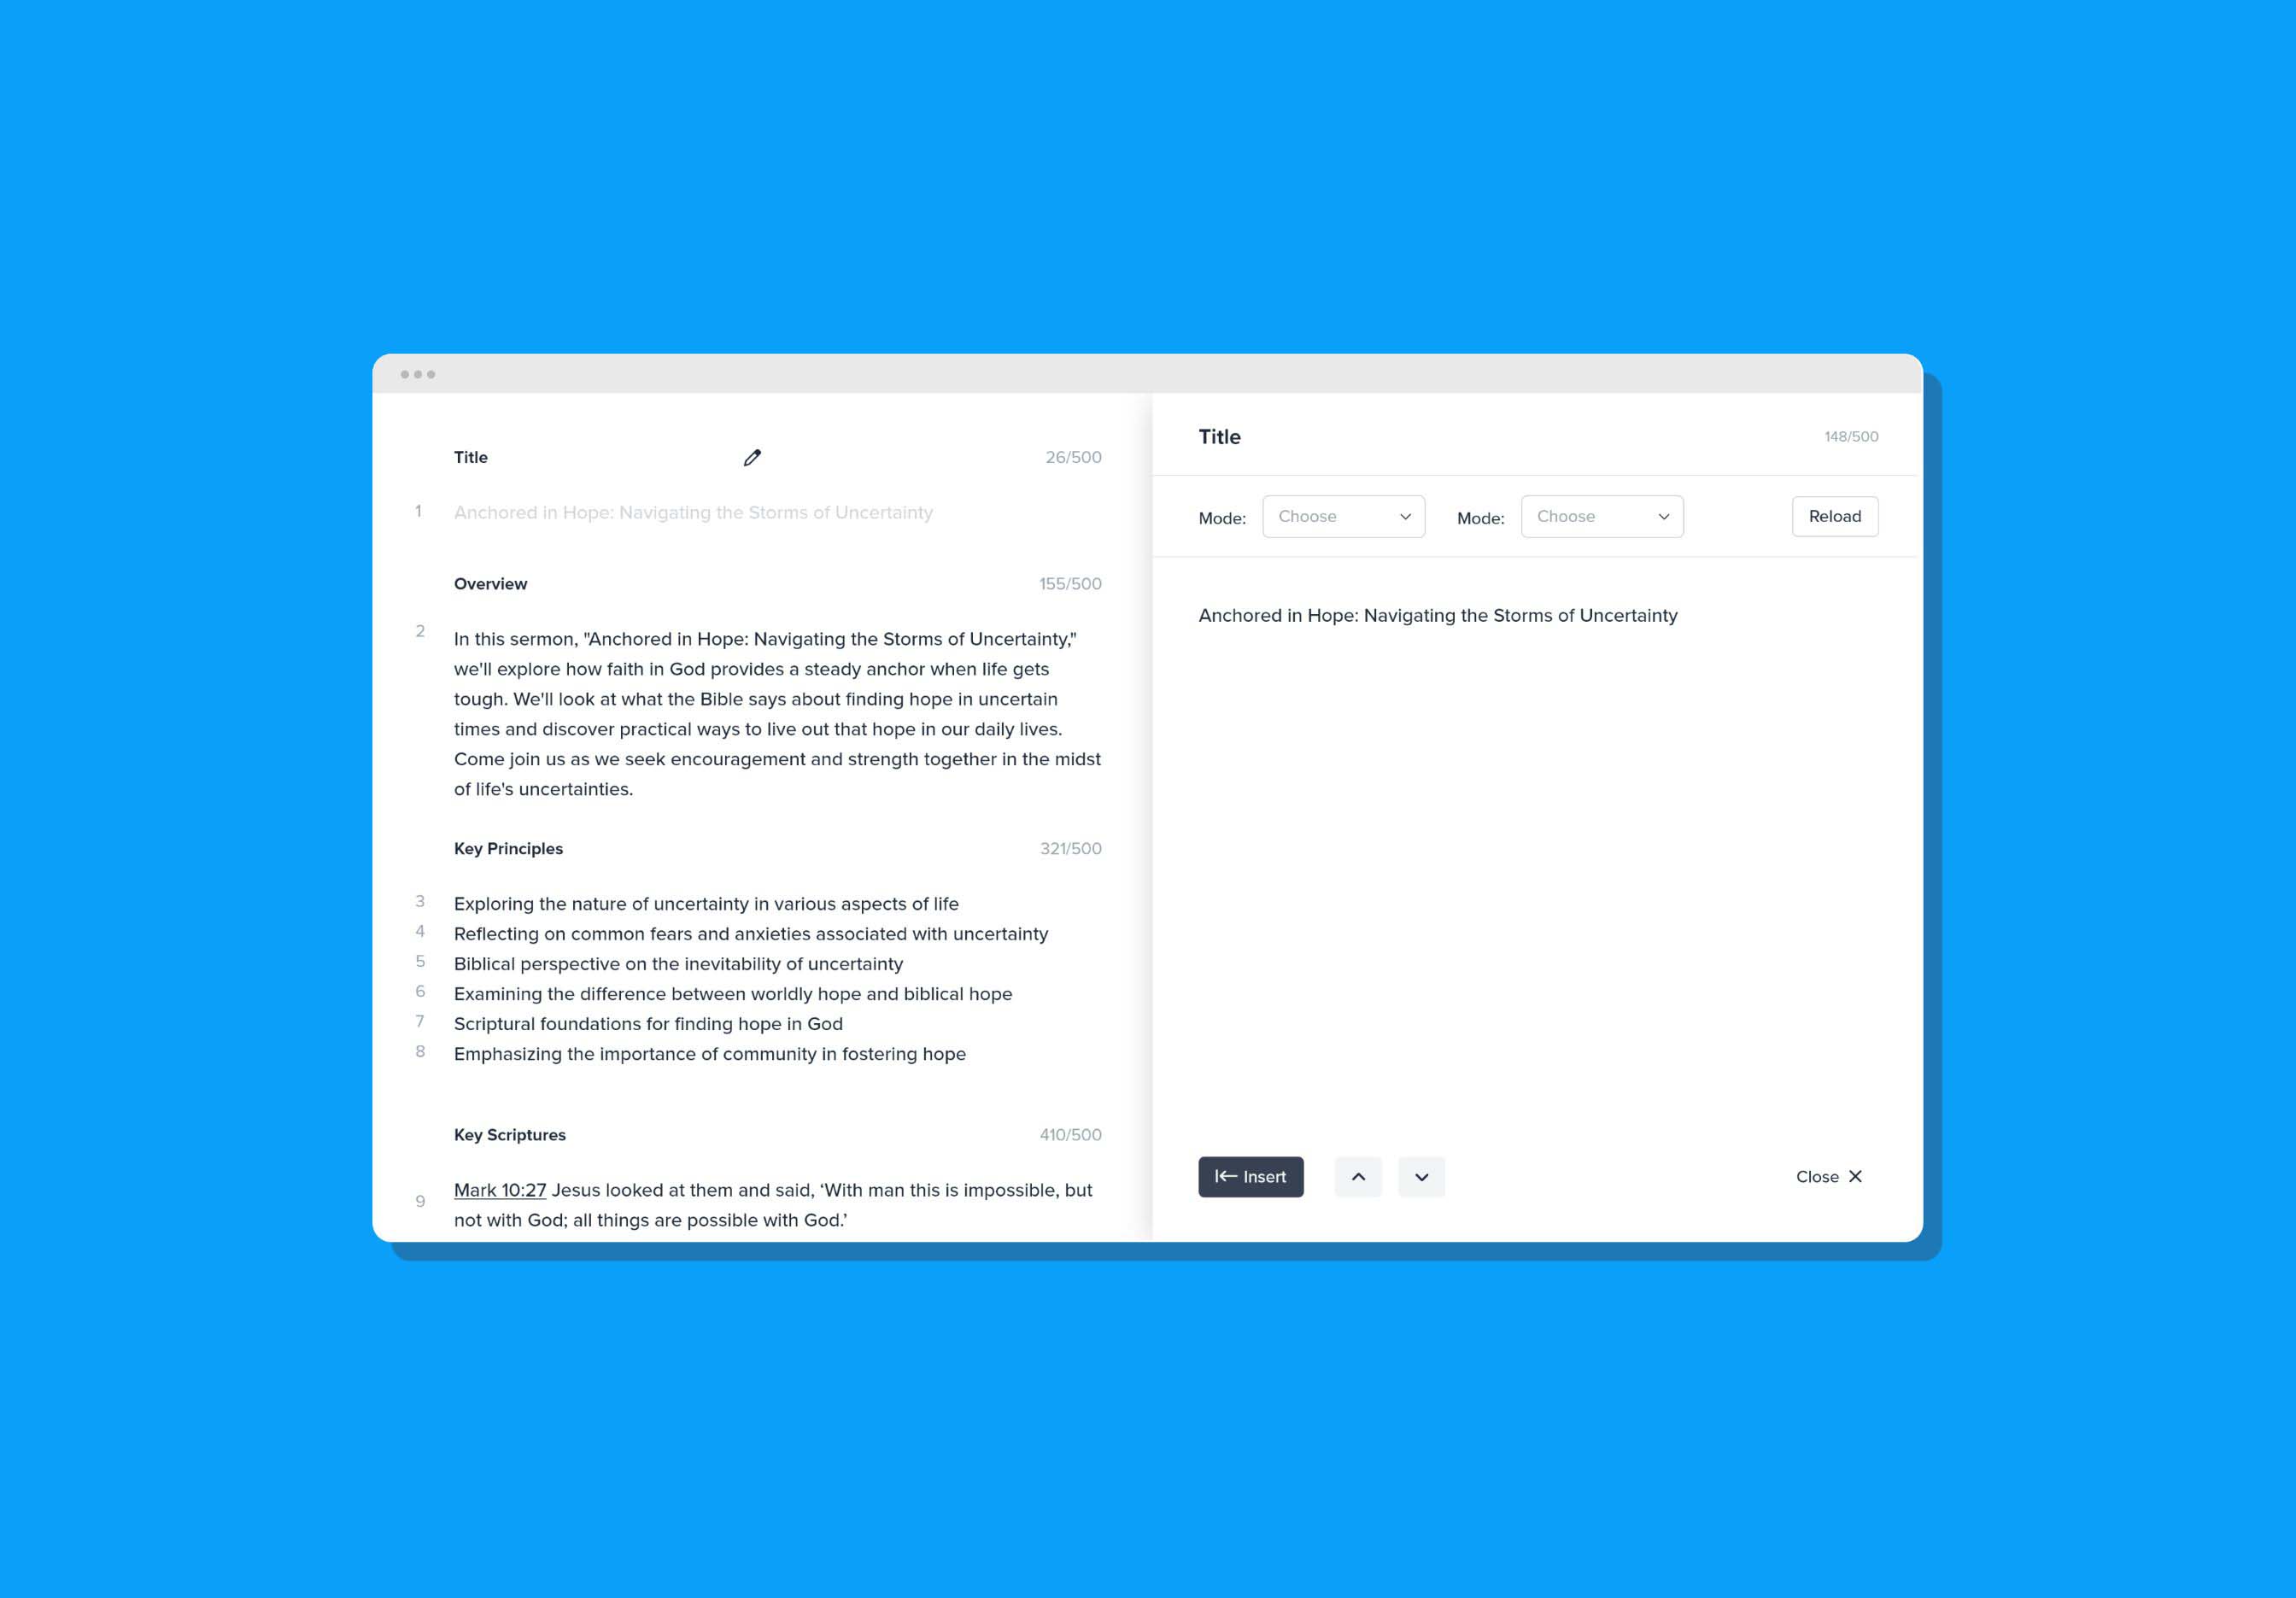 Title
26/500
1
Anchored in Hope: Navigating the Storms of Uncertainty
Overview
155/500
2
In this sermon, "Anchored in Hope: Navigating the Storms of Uncertainty,"
we'll explore how faith in God provides a steady anchor when life gets
tough. We'll look at what the Bible says about finding hope in uncertain
times and discover practical ways to live out that hope in our daily lives.
Come join us as we seek encouragement and strength together in the midst
of life's uncertainties.
Key Principles
321/500
3 Exploring the nature of uncertainty in various aspects of life
4 Reflecting on common fears and anxieties associated with uncertainty
5 Biblical perspective on the inevitability of uncertainty
6 Examining the difference between worldly hope and biblical hope
7 Scriptural foundations for finding hope in God
8 Emphasizing the importance of community in fostering hope
Key Scriptures
410/500
9
Mark 10:27 Jesus looked at them and said, ‘With man this is impossible, but
not with God; all things are possible with God.’
Title
148/500
Mode: Choose Mode: Choose Reload
Anchored in Hope: Navigating the Storms of Uncertainty
Insert
Close